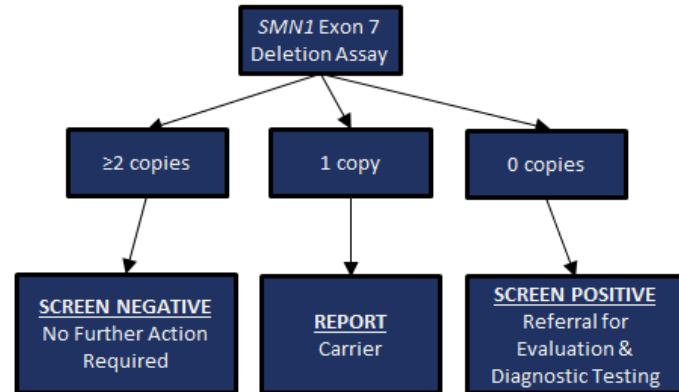 SMN1 Exon 7
Deletion Assay
≥2 copies
1 copy
0 copies
SCREEN NEGATIVE
No Further Action
Required
REPORT
Carrier
SCREEN POSITIVE
Referral for
Evaluation &
Diagnostic Testing